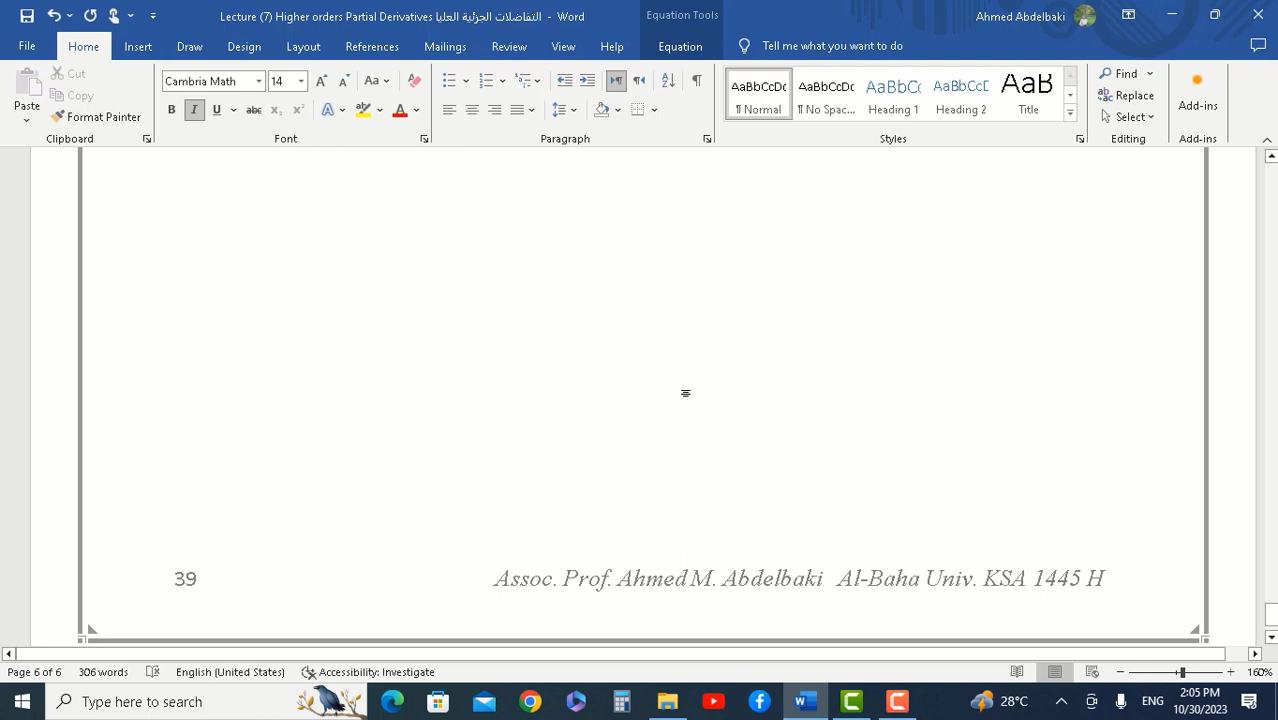 Lecture (7) Higher orders Partial Derivatives التفاضلات الجزئية العليا - Word
Equation Tools
Ahmed Abdelbaki
File
Home
Insert
Draw
Design
Layout
References
Mailings
Review
View
Help
Equation
Tell me what you want to do
Paste
Cut
Copy
Format Painter
Clipboard
Cambria Math
14
Aa
B I U abc
A
A
Font
Paragraph
AaBbCcDc
¶ Normal
AaBbCcDc
¶ No Spac...
AaBbCc
Heading 1
AaBbCcD
Heading 2
AaB
Title
Styles
Find
Replace
Select
Editing
Add-ins
Add-ins
39
Assoc. Prof. Ahmed M. Abdelbaki Al-Baha Univ. KSA 1445 H
Page 6 of 6
306 words
English (United States)
Accessibility: Investigate
160%
Type here to search
28°C
ENG
2:05 PM
10/30/2023